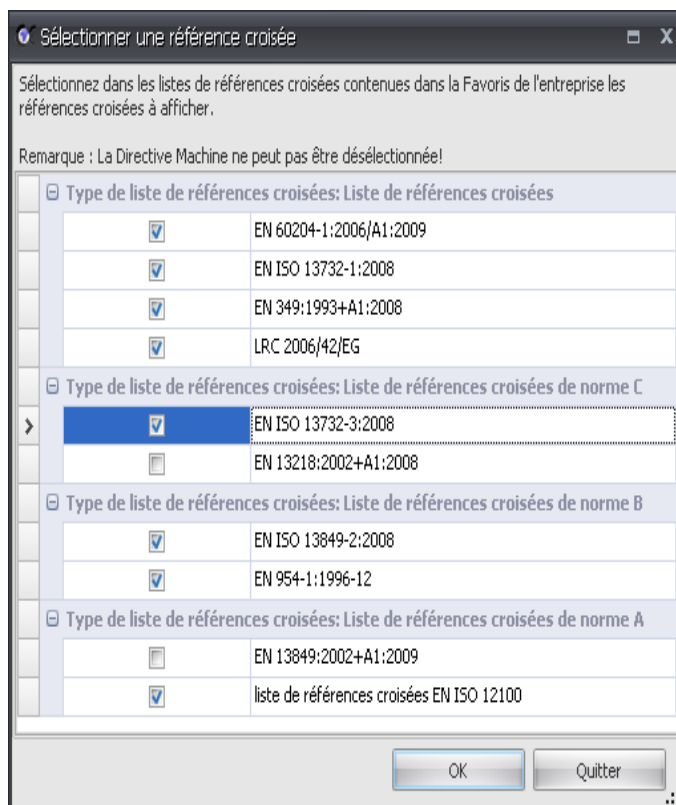 Sélectionner une référence croisée
Sélectionnez dans les listes de références croisées contenues dans la Favoris de l'entreprise les
références croisées à afficher.
Remarque : La Directive Machine ne peut pas être désélectionnée!
Type de liste de références croisées: Liste de références croisées
EN 60204-1:2006/A1:2009
EN ISO 13732-1:2008
EN 349:1993+A1:2008
LRC 2006/42/EG
Type de liste de références croisées: Liste de références croisées de norme C
EN ISO 13732-3:2008
EN 13218:2002+A1:2008
Type de liste de références croisées: Liste de références croisées de norme B
EN ISO 13849-2:2008
EN 954-1:1996-12
Type de liste de références croisées: Liste de références croisées de norme A
EN 13849:2002+A1:2009
liste de références croisées EN ISO 12100
OK Quitter